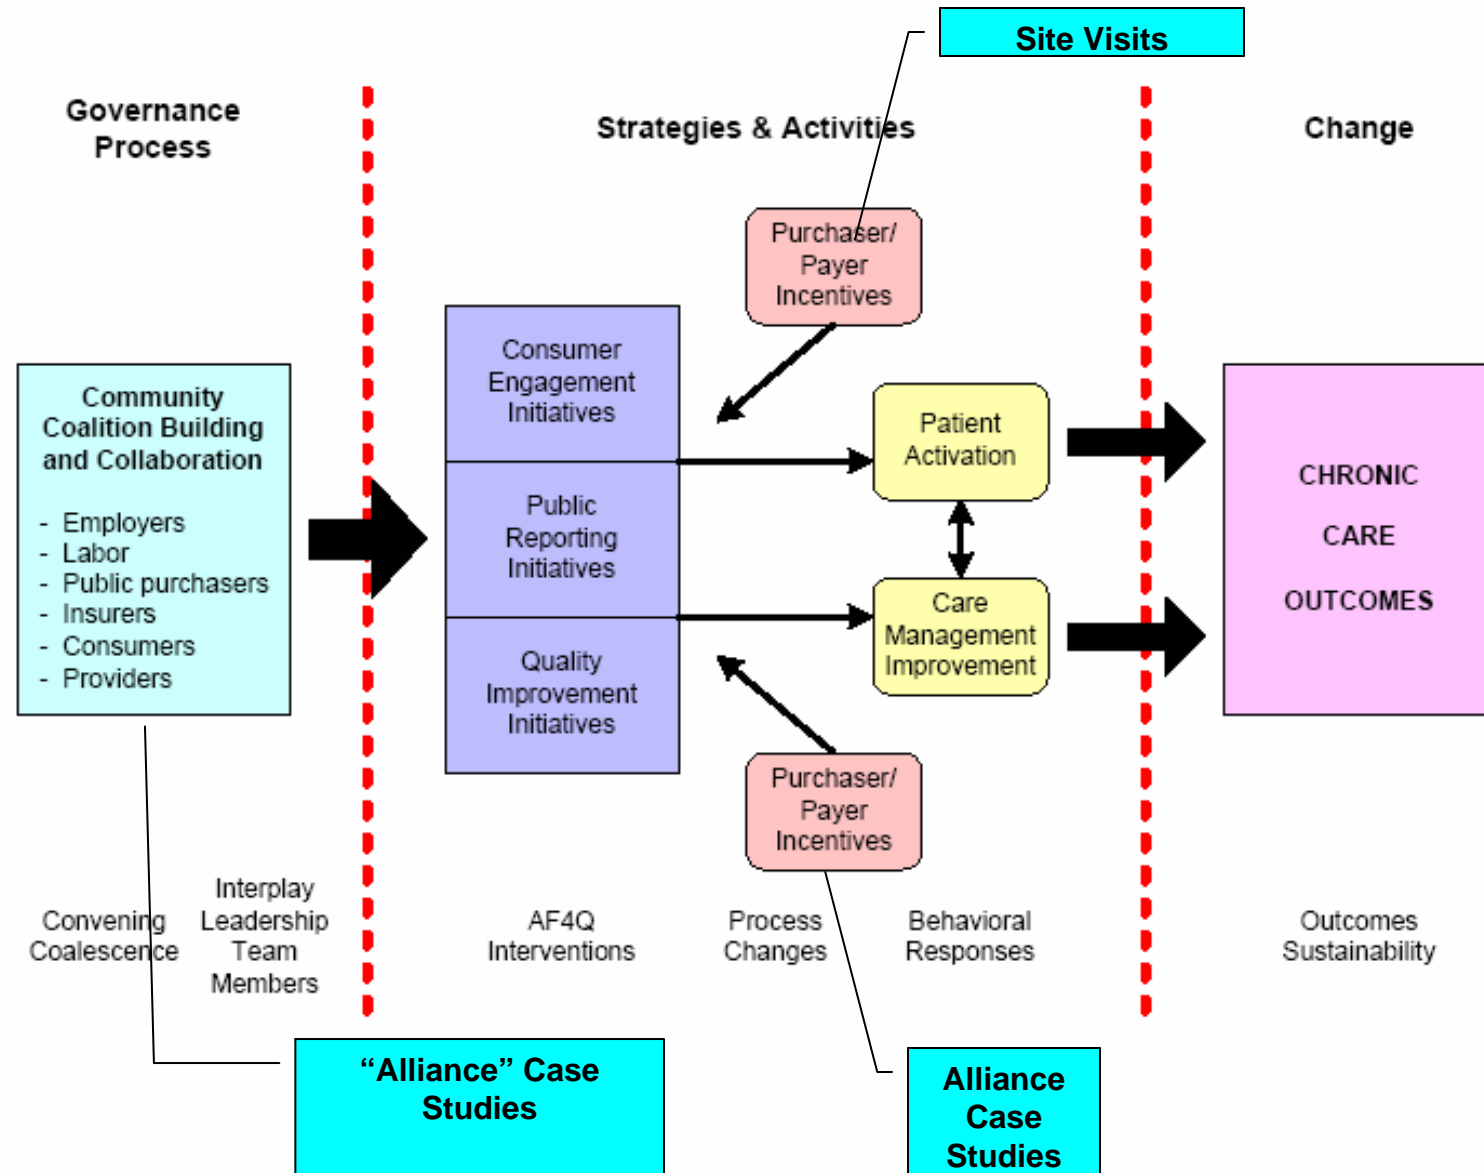 Site Visits
Governance
Process
Strategies & Activities
Change
Purchaser/
Payer
Incentives
Community
Coalition Building
and Collaboration
- Employers
- Labor
- Public purchasers
- Insurers
- Consumers
- Providers
Consumer
Engagement
Initiatives
Public
Reporting
Initiatives
Quality
Improvement
Initiatives
Patient
Activation
Care
Management
Improvement
CHRONIC
CARE
OUTCOMES
Purchaser/
Payer
Incentives
Convening
Coalescence
Interplay
Leadership
Team
Members
AF4Q
Interventions
Process
Changes
Behavioral
Responses
Outcomes
Sustainability
“Alliance” Case
Studies
Alliance
Case
Studies